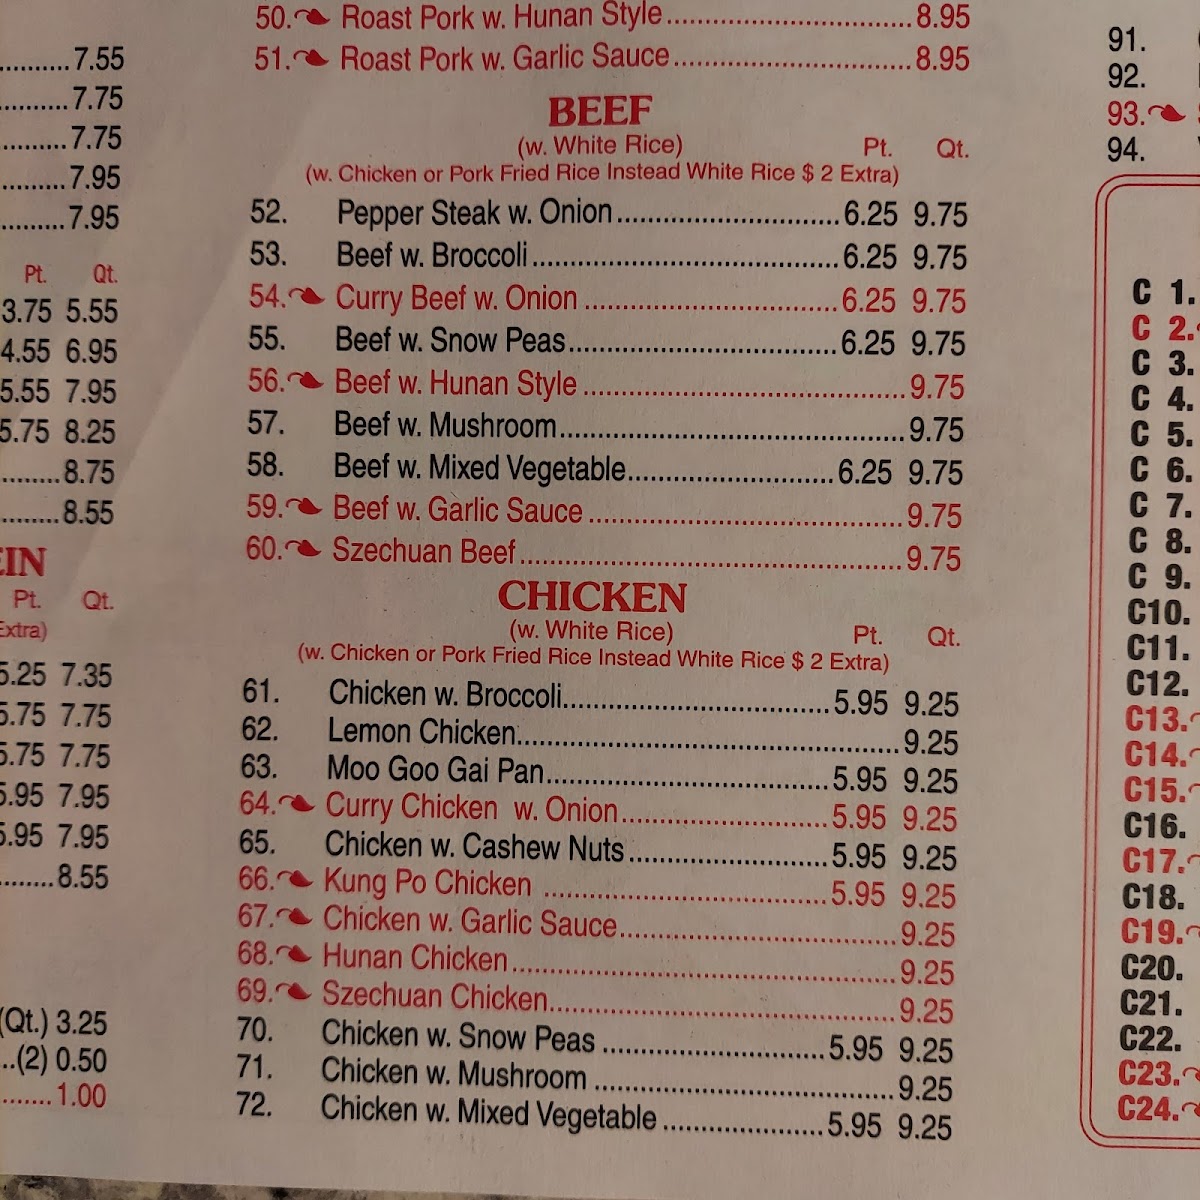 7.55
7.75
7.75
7.95
7.95
Pt. Qt.
3.75 5.55
4.55 6.95
5.55 7.95
5.75 8.25
8.75
8.55
EIN
Pt. Qt.
Extra)
5.25 7.35
5.75 7.75
5.75 7.75
5.95 7.95
5.95 7.95
8.55
(Qt.) 3.25
(2) 0.50
1.00
50. Roast Pork w. Hunan Style 8.95
51. Roast Pork w. Garlic Sauce 8.95
BEEF
(w. White Rice) Pt. Qt.
(w. Chicken or Pork Fried Rice Instead White Rice $ 2 Extra)
52. Pepper Steak w. Onion 6.25 9.75
53. Beef w. Broccoli 6.25 9.75
54. Curry Beef w. Onion 6.25 9.75
55. Beef w. Snow Peas 6.25 9.75
56. Beef w. Hunan Style 9.75
57. Beef w. Mushroom 9.75
58. Beef w. Mixed Vegetable 6.25 9.75
59. Beef w. Garlic Sauce 9.75
60. Szechuan Beef 9.75
CHICKEN
(w. White Rice) Pt. Qt.
(w. Chicken or Pork Fried Rice Instead White Rice $ 2 Extra)
61. Chicken w. Broccoli 5.95 9.25
62. Lemon Chicken 9.25
63. Moo Goo Gai Pan 5.95 9.25
64. Curry Chicken w. Onion 5.95 9.25
65. Chicken w. Cashew Nuts 5.95 9.25
66. Kung Po Chicken 5.95 9.25
67. Chicken w. Garlic Sauce 9.25
68. Hunan Chicken 9.25
69. Szechuan Chicken 9.25
70. Chicken w. Snow Peas 5.95 9.25
71. Chicken w. Mushroom 9.25
72. Chicken w. Mixed Vegetable 5.95 9.25
91.
92.
93.
94.
C 1.
C 2.
C 3.
C 4.
C 5.
C 6.
C 7.
C 8.
C 9.
C10.
C11.
C12.
C13.
C14.
C15.
C16.
C17.
C18.
C19.
C20.
C21.
C22.
C23.
C24.